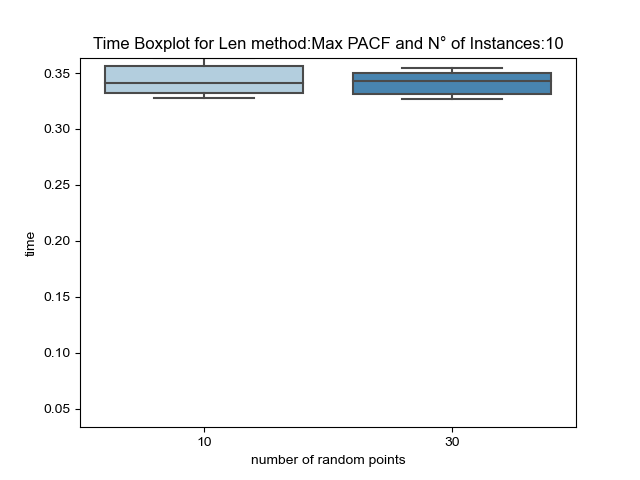 Time Boxplot for Len method:Max PACF and N° of Instances:10
0.35
0.30
0.25
0.20
0.15
0.10
0.05
time
10 30
number of random points